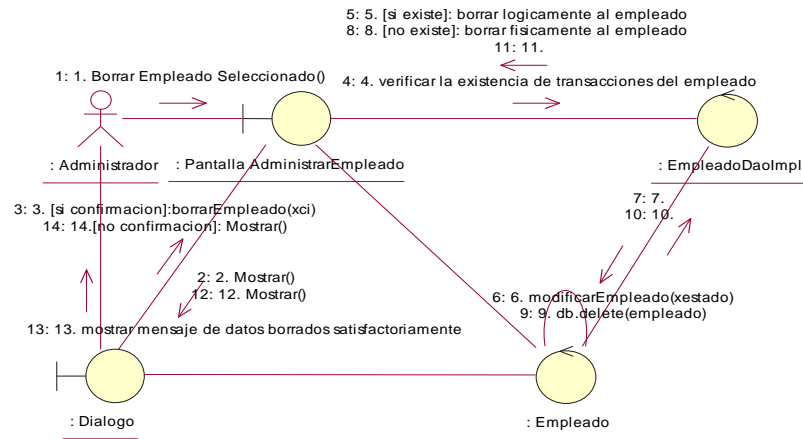 5: 5. [si existe]: borrar logicamente al empleado
8: 8. [no existe]: borrar fisicamente al empleado
11: 11.
1: 1. Borrar Empleado Seleccionado()
4: 4. verificar la existencia de transacciones del empleado
: Administrador
: Pantalla AdministrarEmpleado
: EmpleadoDaoImpl
3: 3. [si confirmacion]:borrarEmpleado(xci)
14: 14.[no confirmacion]: Mostrar()
7: 7.
10: 10.
2: 2. Mostrar()
12: 12. Mostrar()
6: 6. modificarEmpleado(xestado)
9: 9. db.delete(empleado)
13: 13. mostrar mensaje de datos borrados satisfactoriamente
: Dialogo
: Empleado